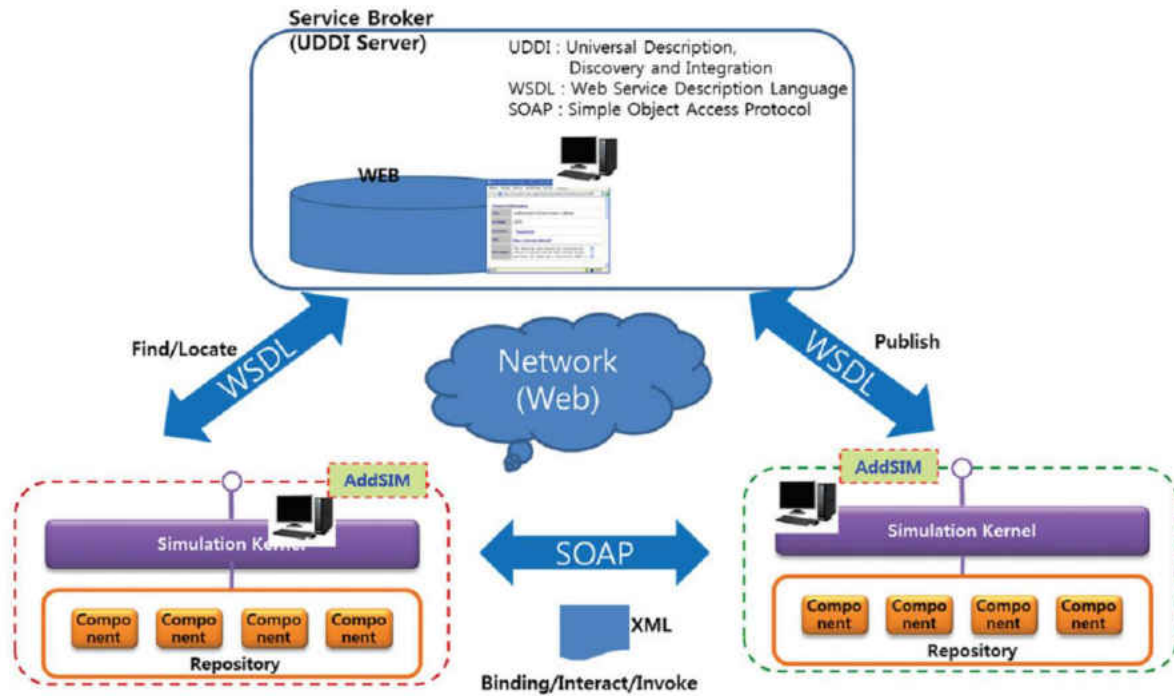 Service Broker
(UDDI Server)
UDDI : Universal Description,
Discovery and Integration
WSDL : Web Service Description Language
SOAP : Simple Object Access Protocol
WEB
Find/Locate
WSDL
Network
(Web)
WSDL
Publish
AddSIM
Simulation Kernel
Compo
nent
Compo
nent
Compo
nent
Compo
nent
Repository
SOAP
XML
Binding/Interact/Invoke
AddSIM
Simulation Kernel
Compo
nent
Compo
nent
Compo
nent
Compo
nent
Repository